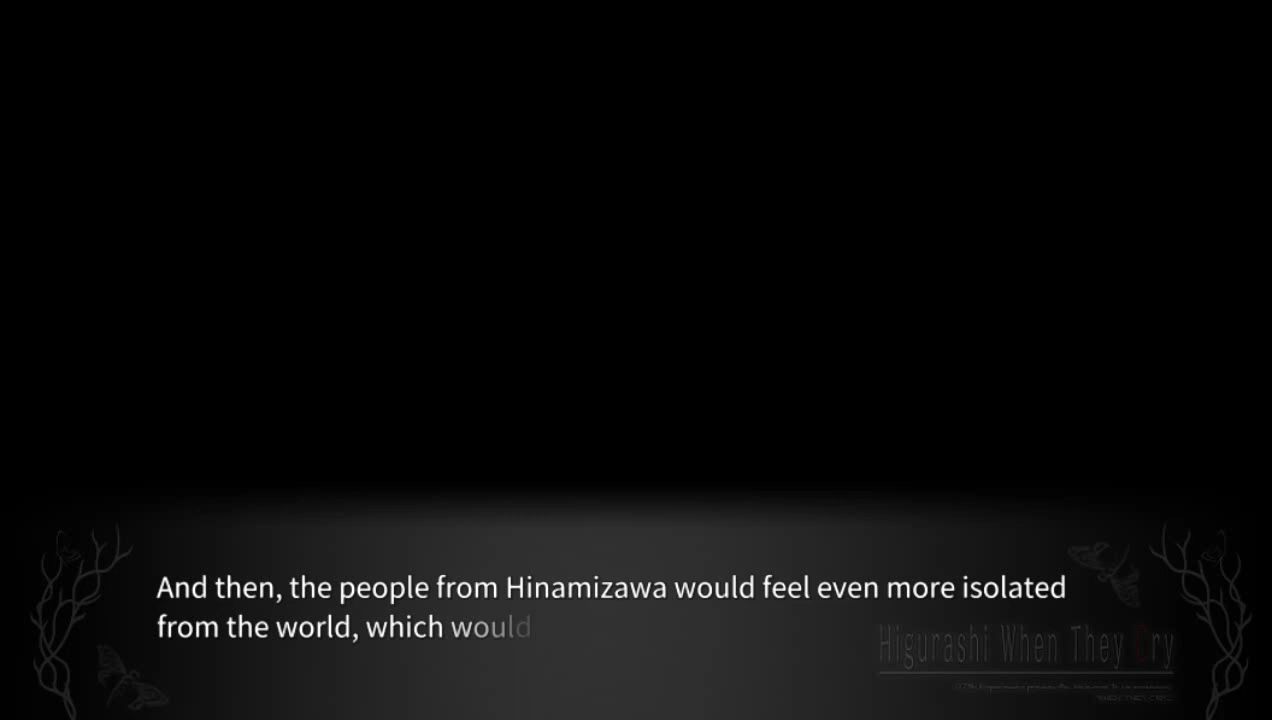 And then, the people from Hinamizawa would feel even more isolated
from the world, which would
Higurashi When They Cry